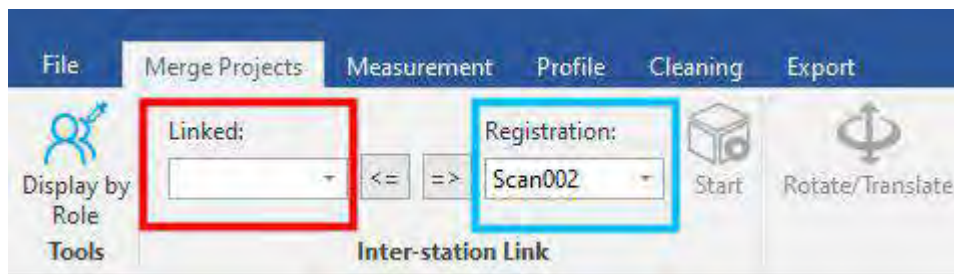 File Merge Projects Measurement Profile Cleaning Export
Linked: Registration:
<= => Scan002 Start Rotate/Translate
Display by
Role
Tools Inter-station Link